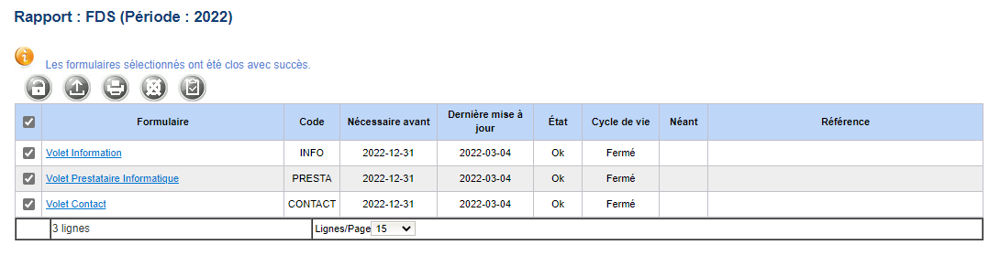 Rapport : FDS (Période : 2022)
Les formulaires sélectionnés ont été clos avec succès.
Formulaire Code Nécessaire avant Dernière mise à jour État Cycle de vie Néant Référence
Volet Information INFO 2022-12-31 2022-03-04 Ok Fermé
Volet Prestataire Informatique PRESTA 2022-12-31 2022-03-04 Ok Fermé
Volet Contact CONTACT 2022-12-31 2022-03-04 Ok Fermé
3 lignes Lignes/Page 15